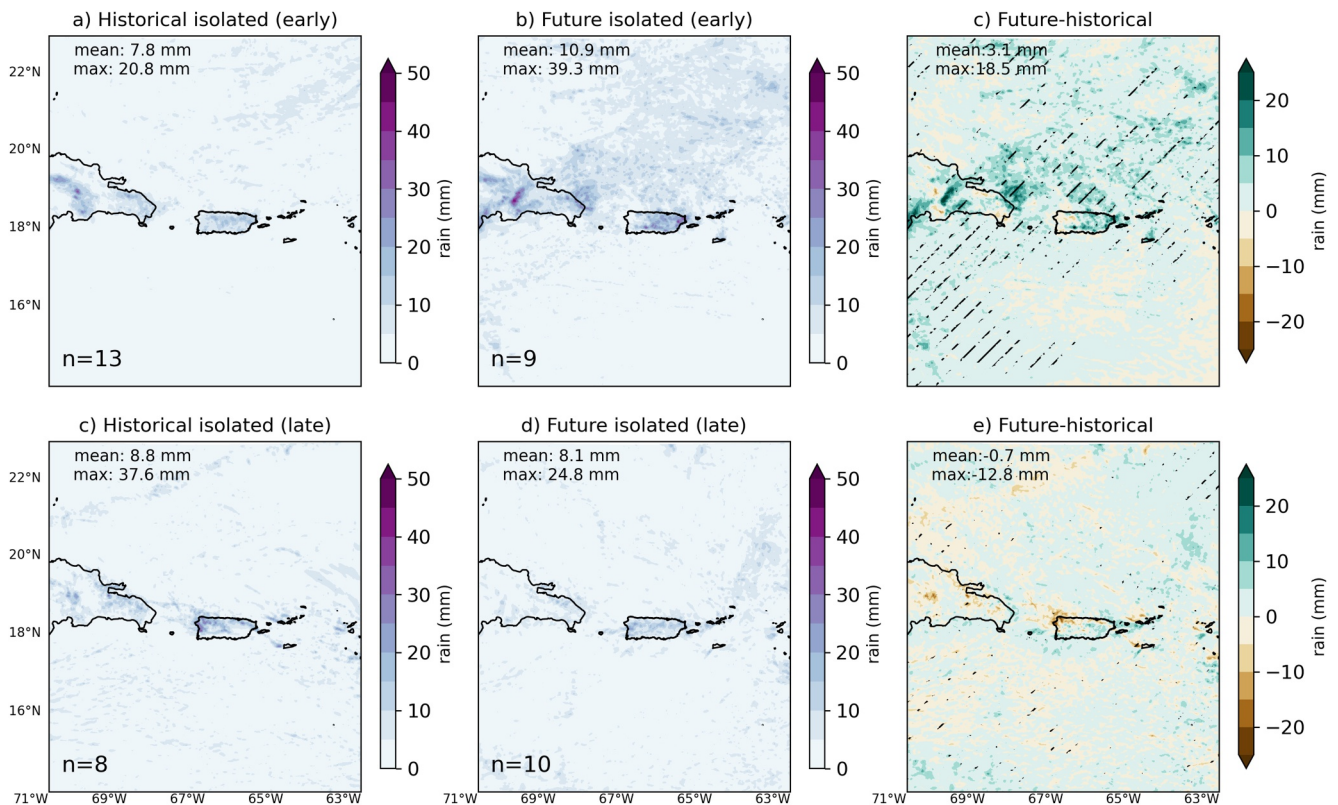 a) Historical isolated (early)
b) Future isolated (early)
c) Future-historical
mean: 7.8 mm
max: 20.8 mm
mean: 10.9 mm
max: 39.3 mm
mean:3.1 mm
max:18.5 mm
22°N
20°N
18°N
16°N
n=13
n=9
50
40
30
20
10
0
rain (mm)
50
40
30
20
10
0
rain (mm)
20
10
0
−10
−20
rain (mm)
c) Historical isolated (late)
d) Future isolated (late)
e) Future-historical
mean: 8.8 mm
max: 37.6 mm
mean: 8.1 mm
max: 24.8 mm
mean:-0.7 mm
max:-12.8 mm
22°N
20°N
18°N
16°N
n=8
n=10
50
40
30
20
10
0
rain (mm)
50
40
30
20
10
0
rain (mm)
20
10
0
−10
−20
rain (mm)
14°N
71°W 69°W 67°W 65°W 63°W
71°W 69°W 67°W 65°W 63°W
71°W 69°W 67°W 65°W 63°W